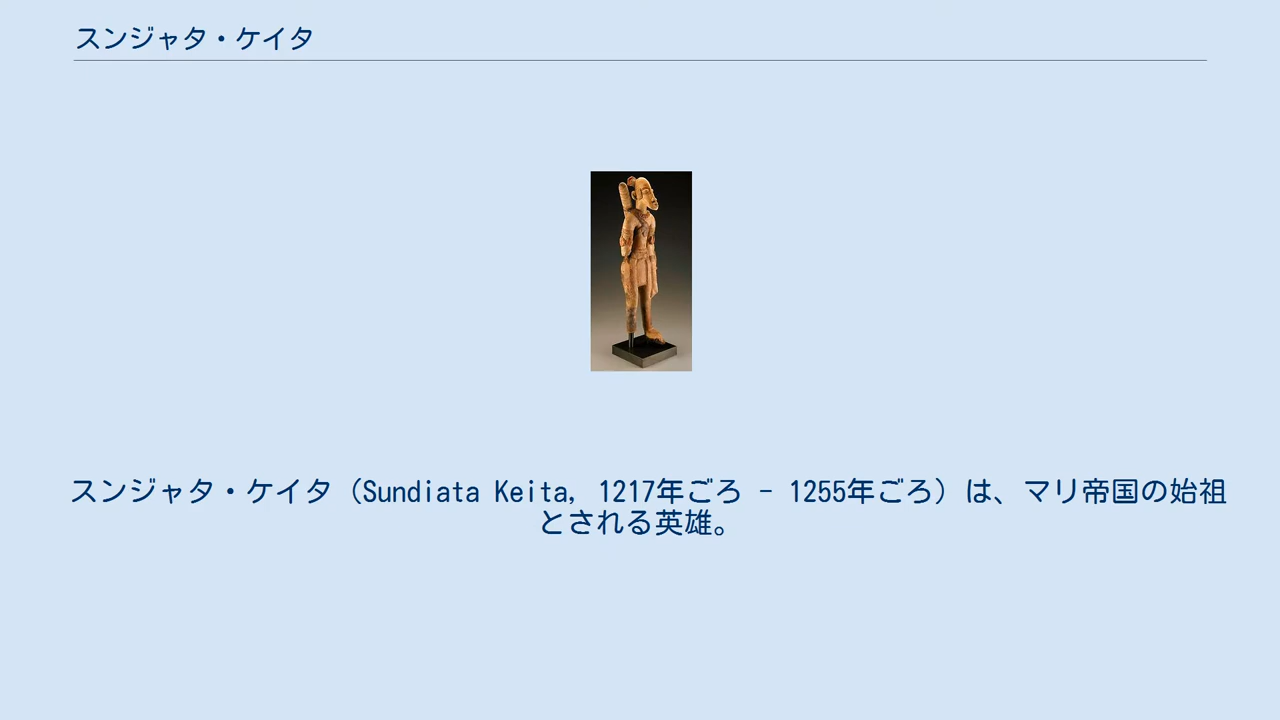 スンジャタ・ケイタ
スンジャタ・ケイタ（Sundiata Keita, 1217年ごろ - 1255年ごろ）は、マリ帝国の始祖
とされる英雄。